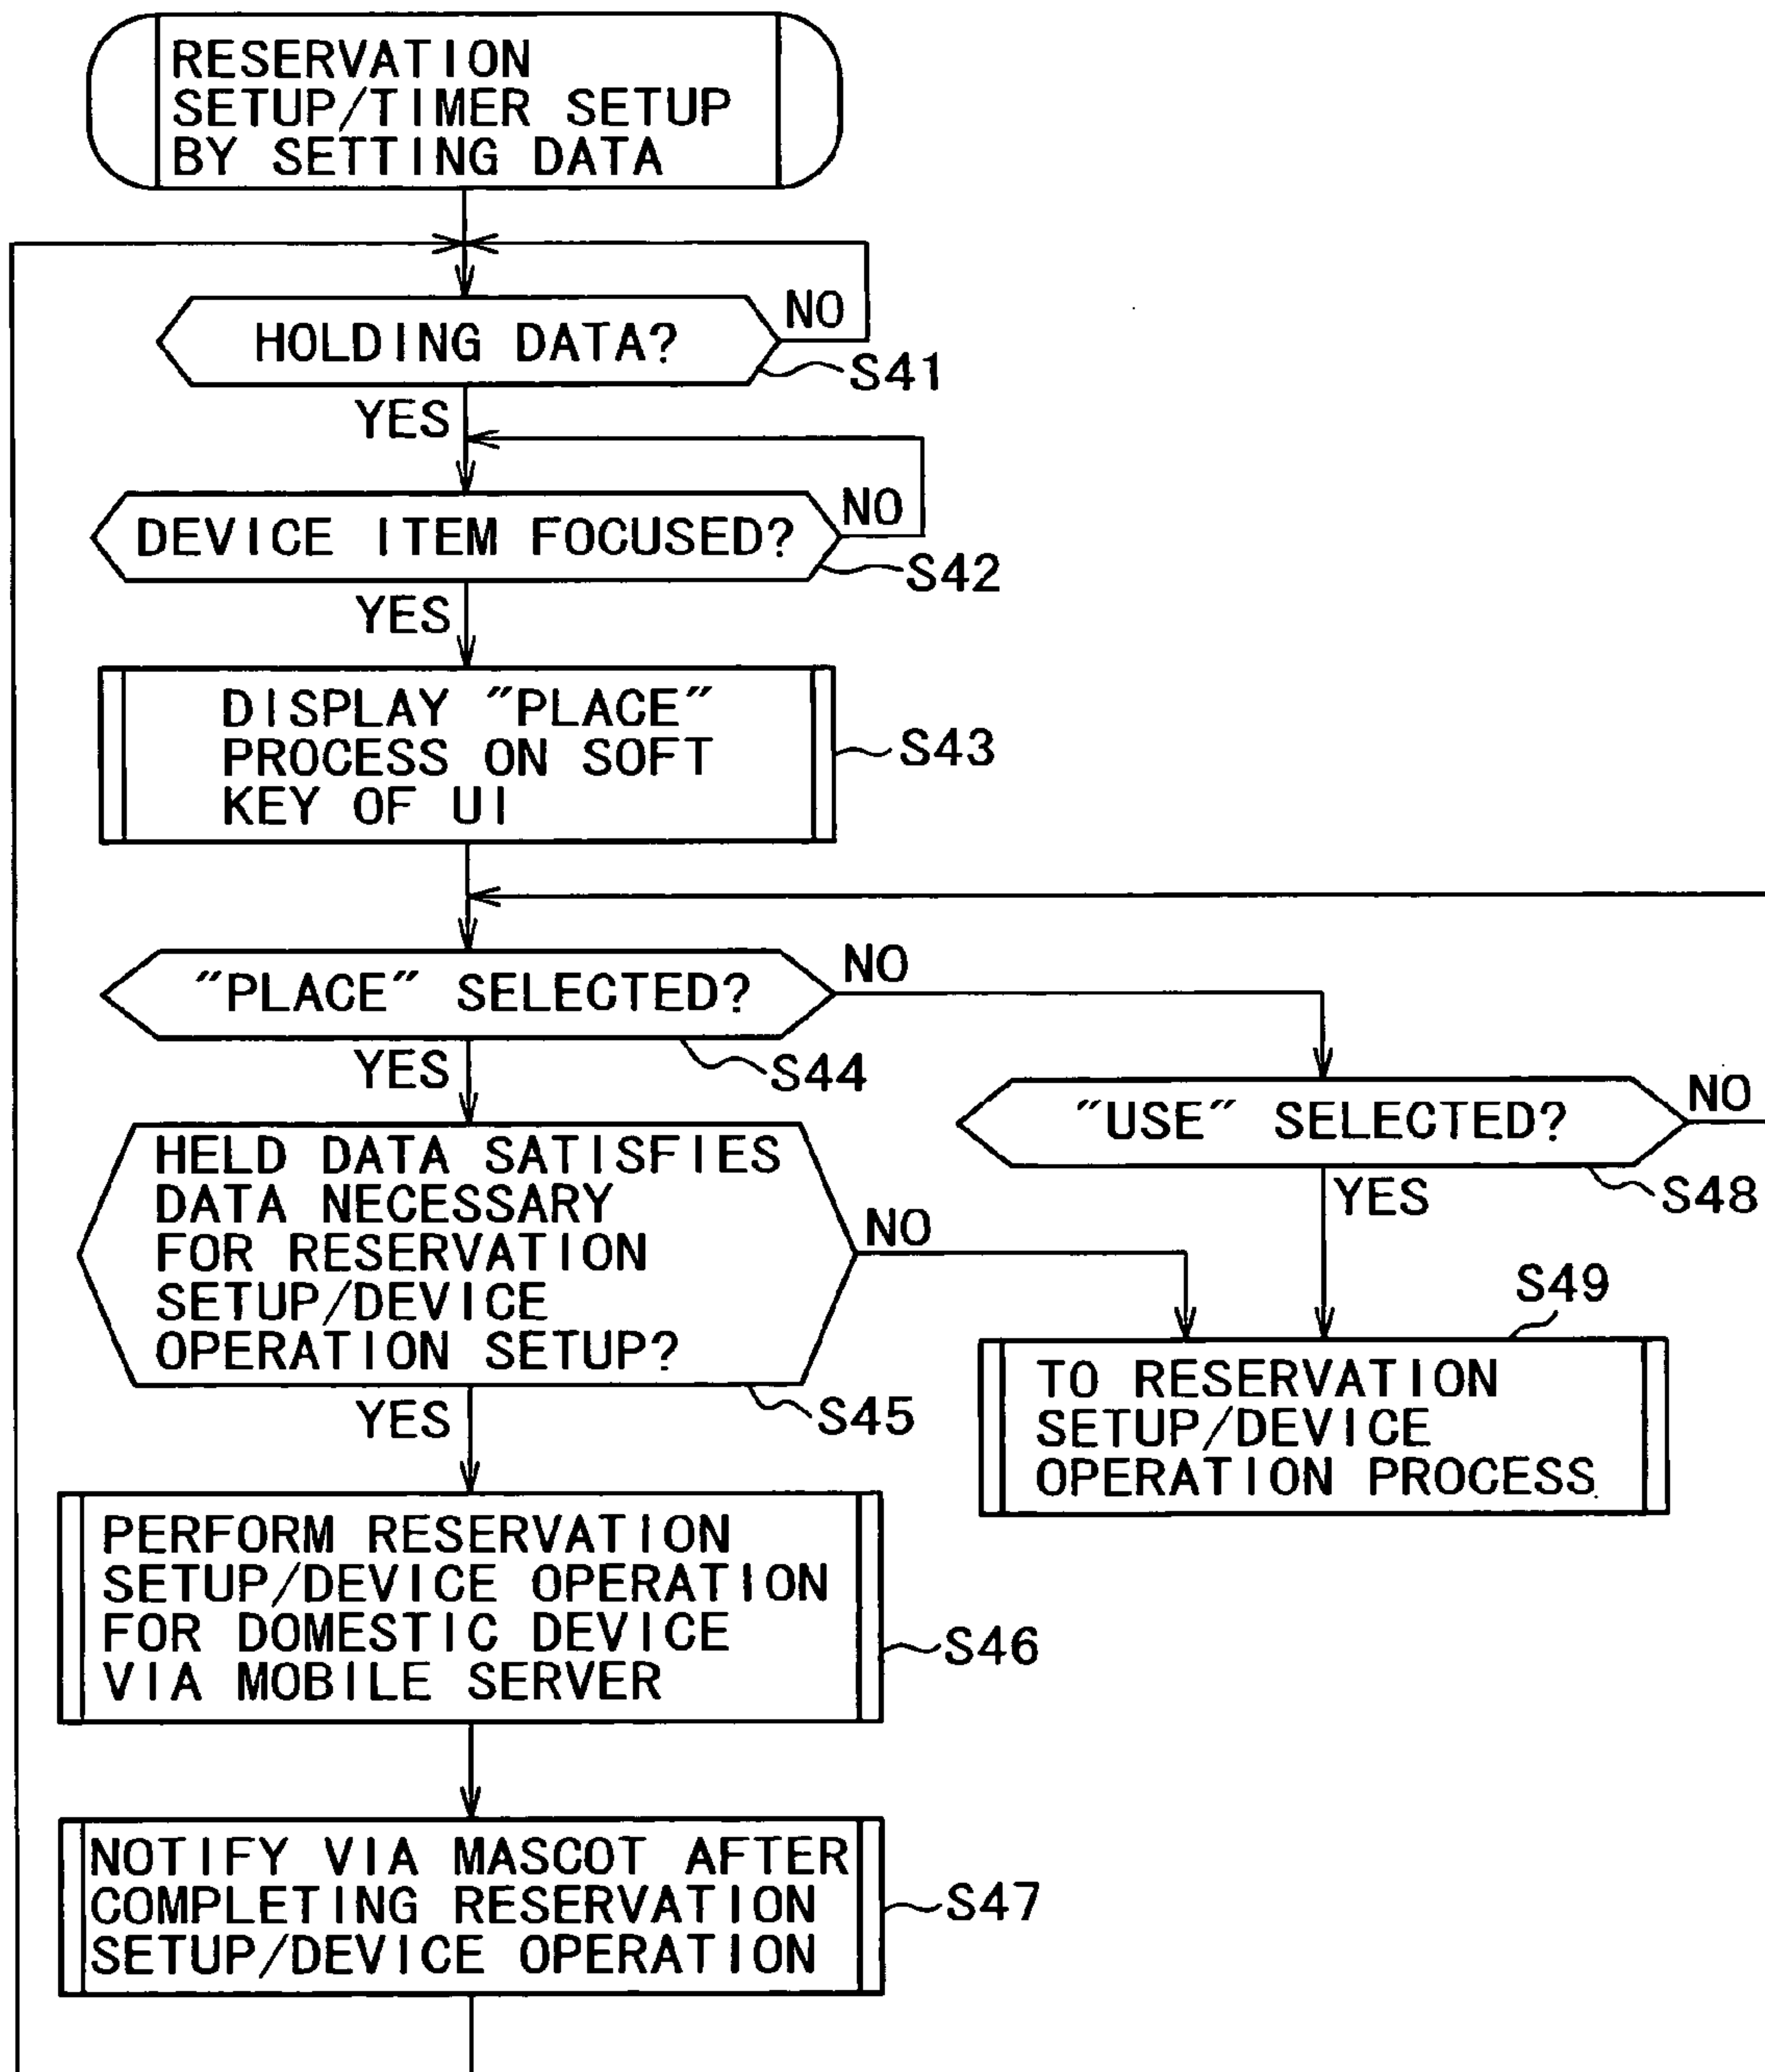 RESERVATION
SETUP/TIMER SETUP
BY SETTING DATA
HOLDING DATA?
NO
S41
YES
DEVICE ITEM FOCUSED?
NO
S42
YES
DISPLAY "PLACE"
PROCESS ON SOFT
KEY OF UI
S43
"PLACE" SELECTED?
NO
S44
YES
"USE" SELECTED?
NO
S48
YES
HELD DATA SATISFIES
DATA NECESSARY
FOR RESERVATION
SETUP/DEVICE
OPERATION SETUP?
NO
S45
YES
S49
TO RESERVATION
SETUP/DEVICE
OPERATION PROCESS
PERFORM RESERVATION
SETUP/DEVICE OPERATION
FOR DOMESTIC DEVICE
VIA MOBILE SERVER
S46
NOTIFY VIA MASCOT AFTER
COMPLETING RESERVATION
SETUP/DEVICE OPERATION
S47